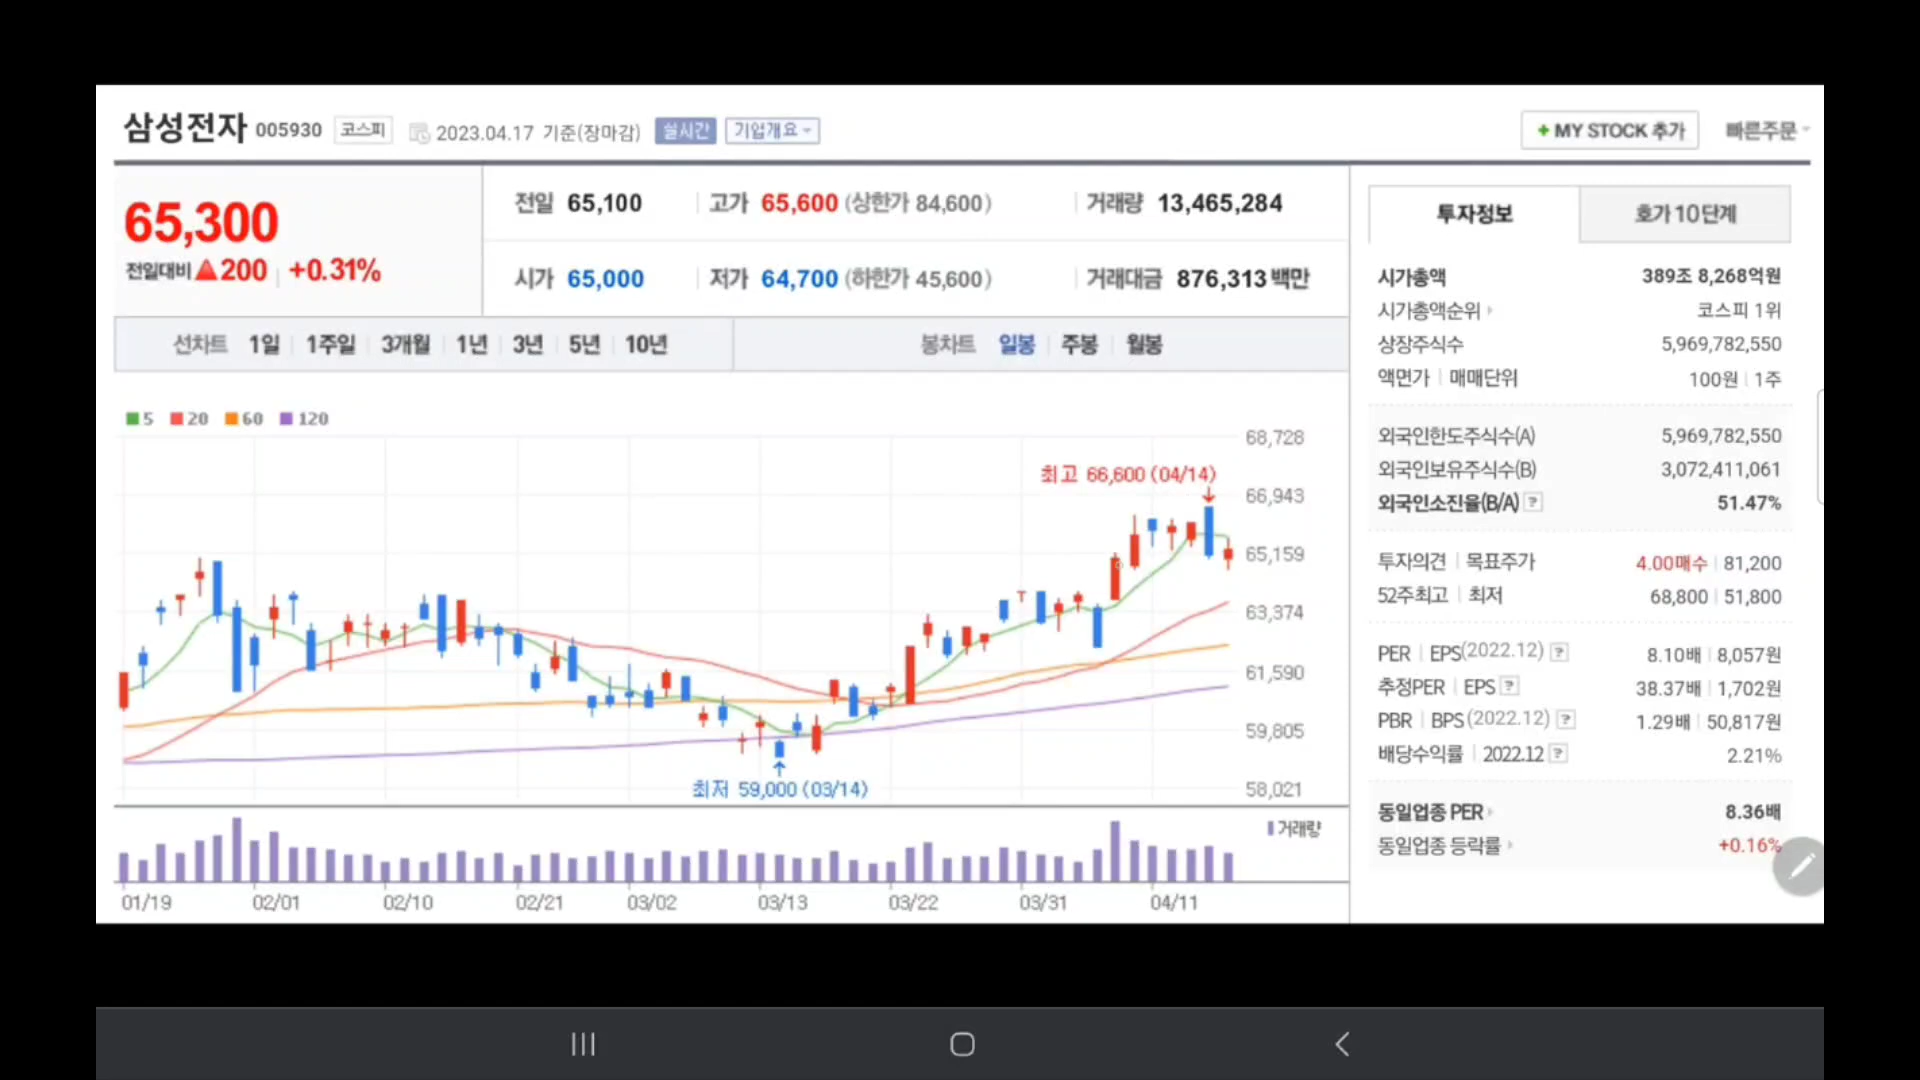 삼성전자 005930 코스피 2023.04.17 기준(장마감) 실시간 기업개요
+ MY STOCK 추가 빠른주문
65,300
전일대비 ▲200 +0.31%
전일 65,100 고가 65,600 (상한가 84,600) 거래량 13,465,284
시가 65,000 저가 64,700 (하한가 45,600) 거래대금 876,313 백만
선차트 1일 1주일 3개월 1년 3년 5년 10년 봉차트 일봉 주봉 월봉
5 20 60 120
68,728
최고 66,600 (04/14)
66,943
65,159
63,374
61,590
59,805
최저 59,000 (03/14)
58,021
거래량
01/19 02/01 02/10 02/21 03/02 03/13 03/22 03/31 04/11
투자정보 호가 10단계
시가총액 389조 8,268억원
시가총액순위 코스피 1위
상장주식수 5,969,782,550
액면가 매매단위 100원 1주
외국인한도주식수(A) 5,969,782,550
외국인보유주식수(B) 3,072,411,061
외국인소진율(B/A) ? 51.47%
투자의견 목표주가 4.00매수 81,200
52주최고 최저 68,800 51,800
PER EPS(2022.12) ? 8.10배 8,057원
추정PER EPS ? 38.37배 1,702원
PBR BPS(2022.12) ? 1.29배 50,817원
배당수익률 2022.12 ? 2.21%
동일업종 PER 8.36배
동일업종 등락률 +0.16%